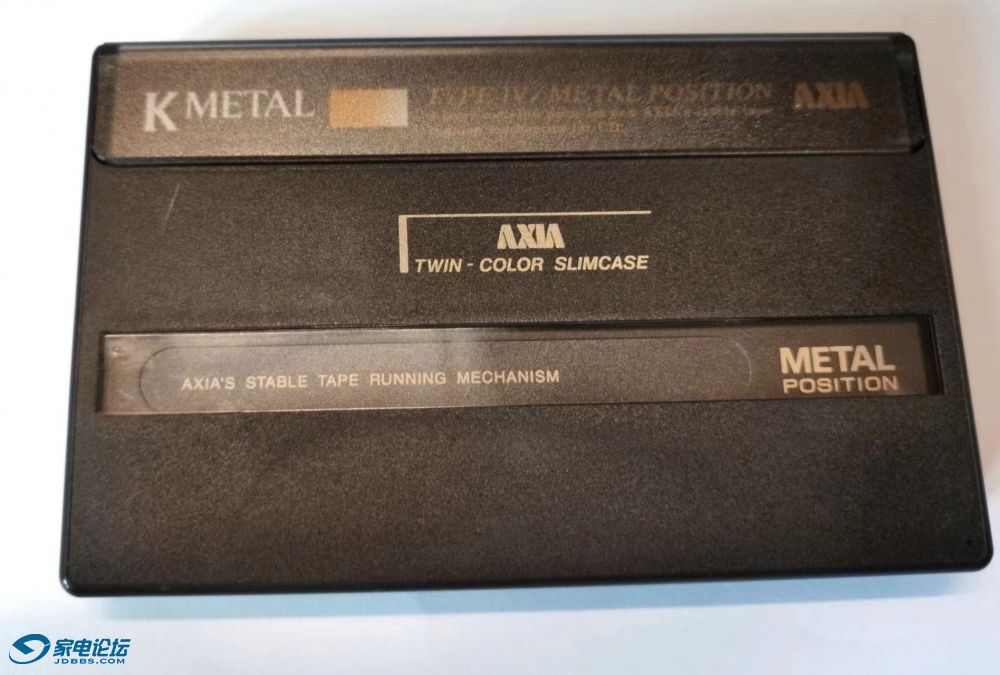 K METAL
TYPE IV / METAL POSITION
AXIA
AXIA
TWIN - COLOR SLIMCASE
AXIA'S STABLE TAPE RUNNING MECHANISM
METAL
POSITION
家电论坛
JDBBS.COM